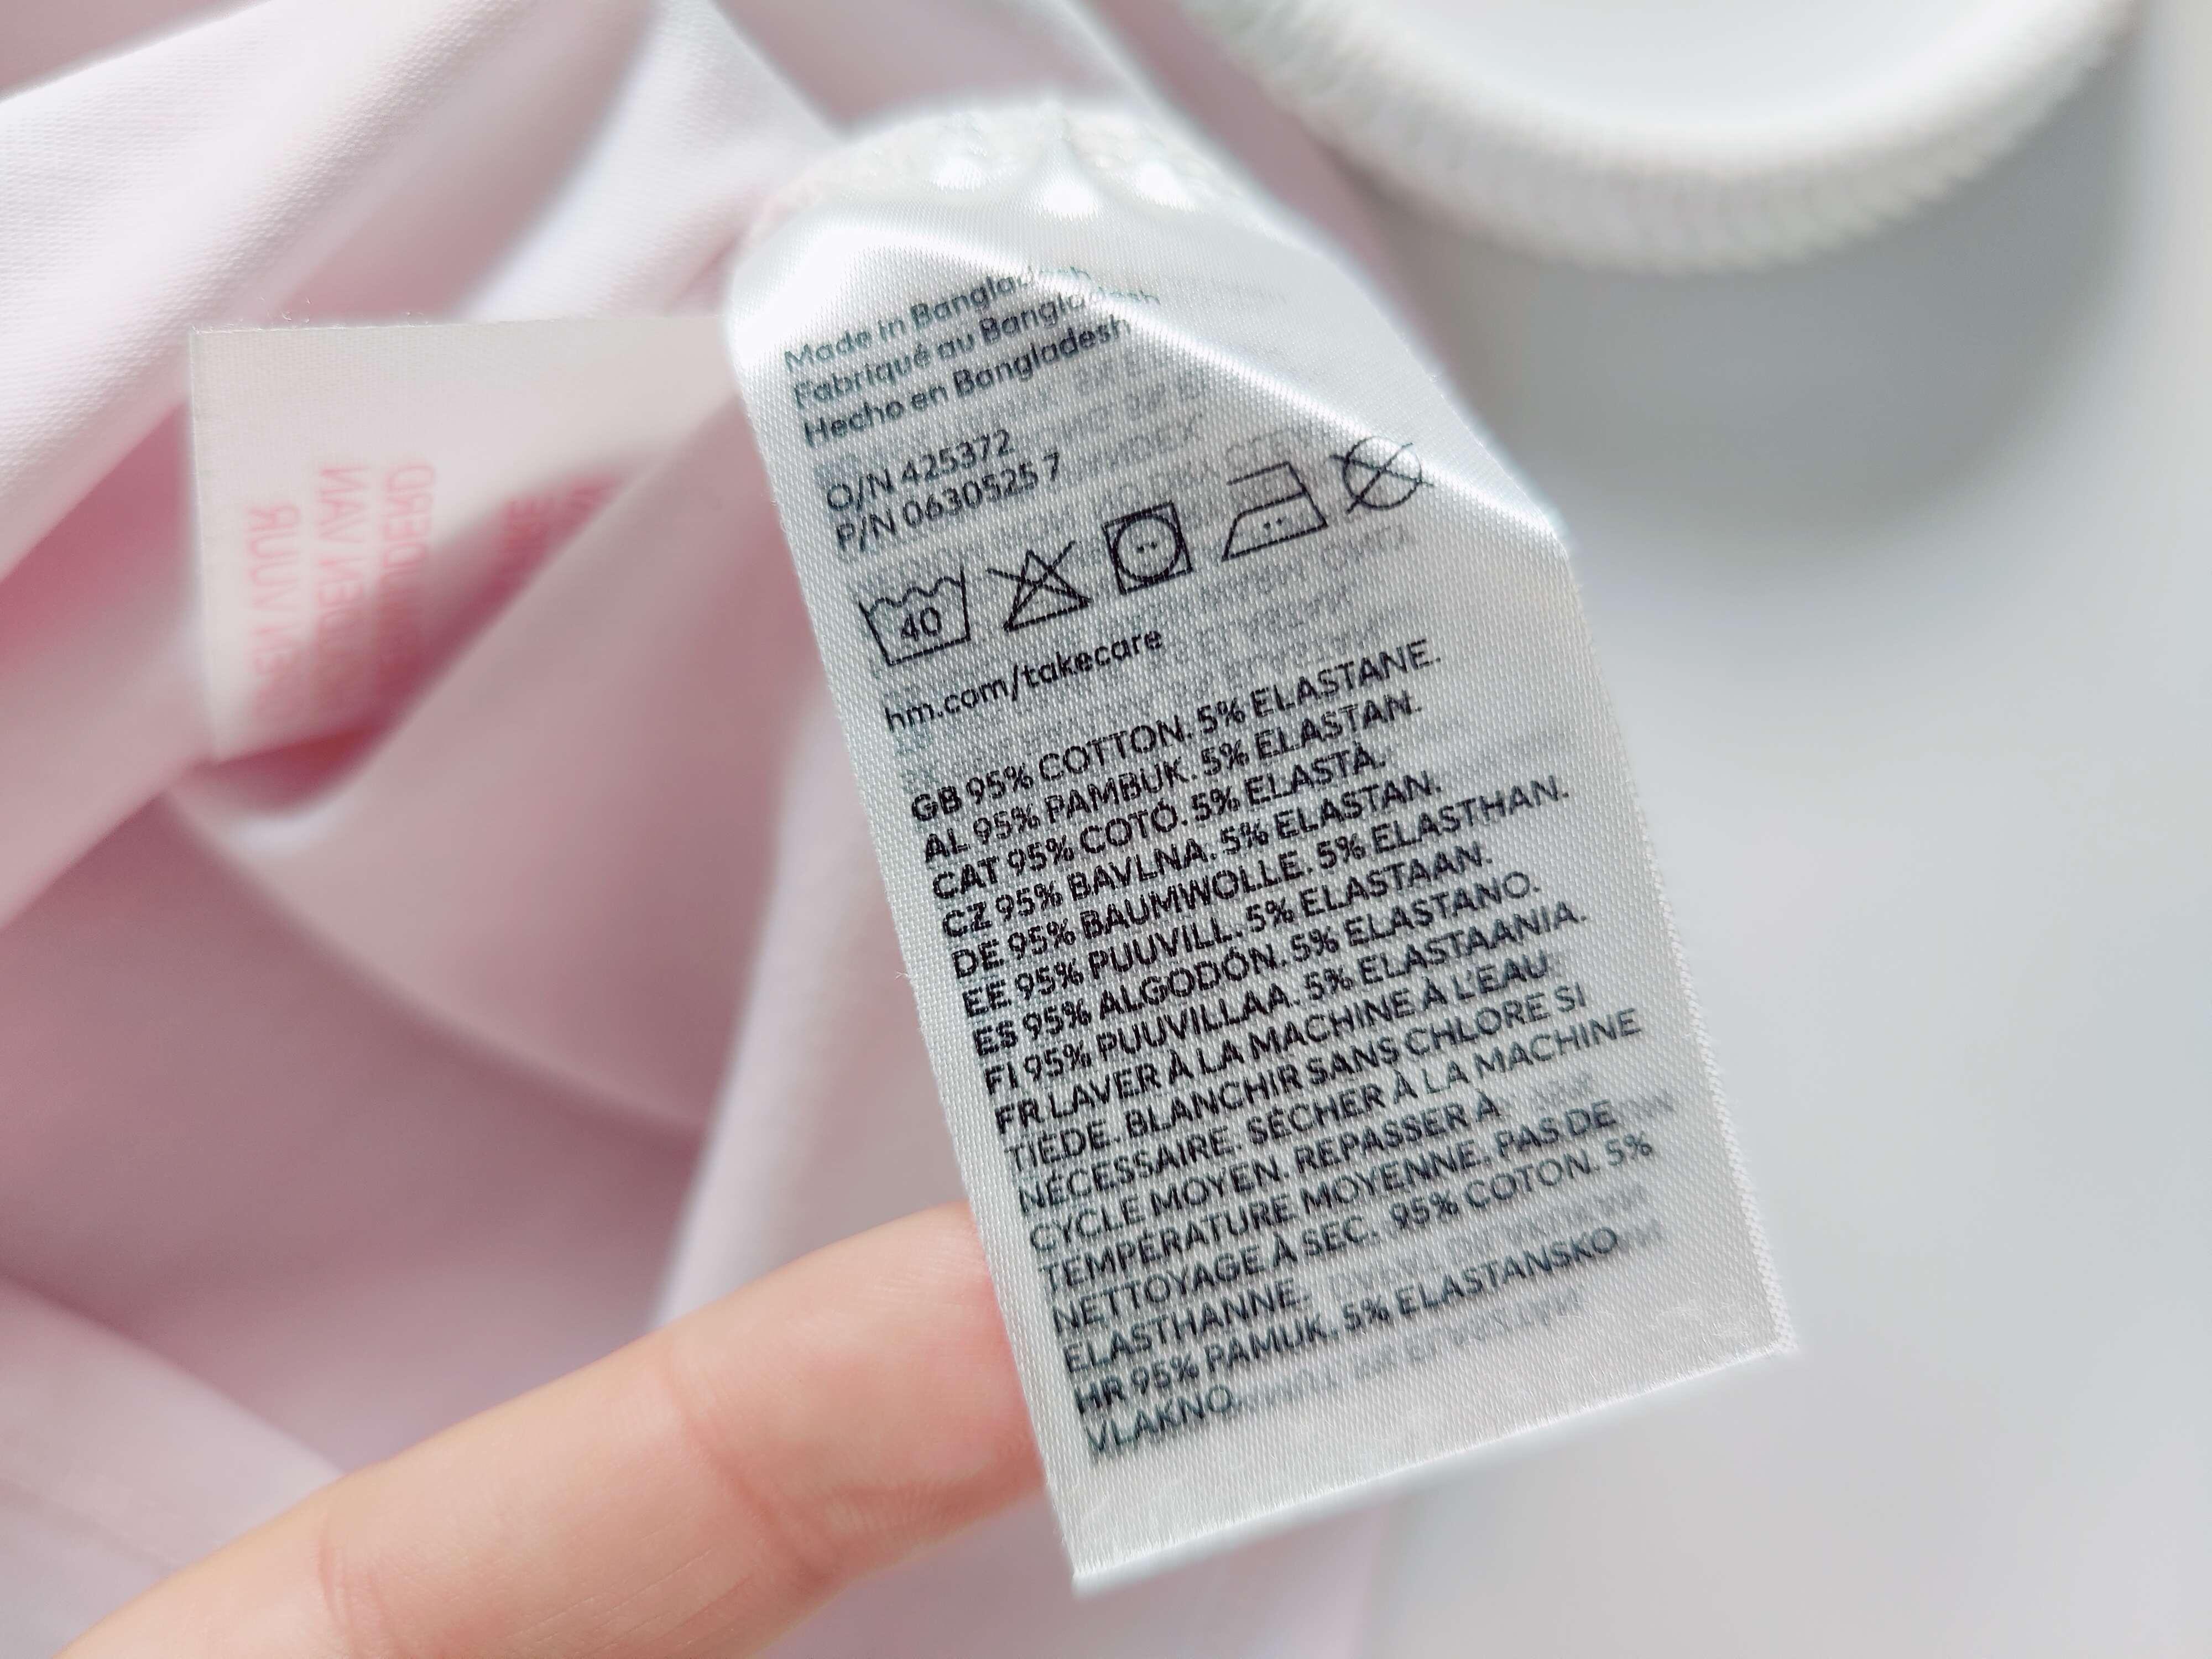 Made in Bangladesh
Fabriqué au Bangladesh
Hecho en Bangladesh
O/N 425372
P/N 0630525 7
40
hm.com/takecare
GB 95% COTTON. 5% ELASTANE.
AL 95% PAMBUK. 5% ELASTAN.
CAT 95% COTÓ. 5% ELASTÀ.
CZ 95% BAVLNA. 5% ELASTAN.
DE 95% BAUMWOLLE. 5% ELASTHAN.
EE 95% PUUVILL. 5% ELASTAAN.
ES 95% ALGODÓN. 5% ELASTANO.
FI 95% PUUVILLAA. 5% ELASTAANIA.
FR LAVER À LA MACHINE À L'EAU
TIÈDE. BLANCHIR SANS CHLORE SI
NÉCESSAIRE. SÉCHER À LA MACHINE
CYCLE MOYEN. REPASSER À
TEMPÉRATURE MOYENNE. PAS DE
NETTOYAGE À SEC. 95% COTON. 5%
ELASTHANNE.
HR 95% PAMUK. 5% ELASTANSKO
VLAKNO.